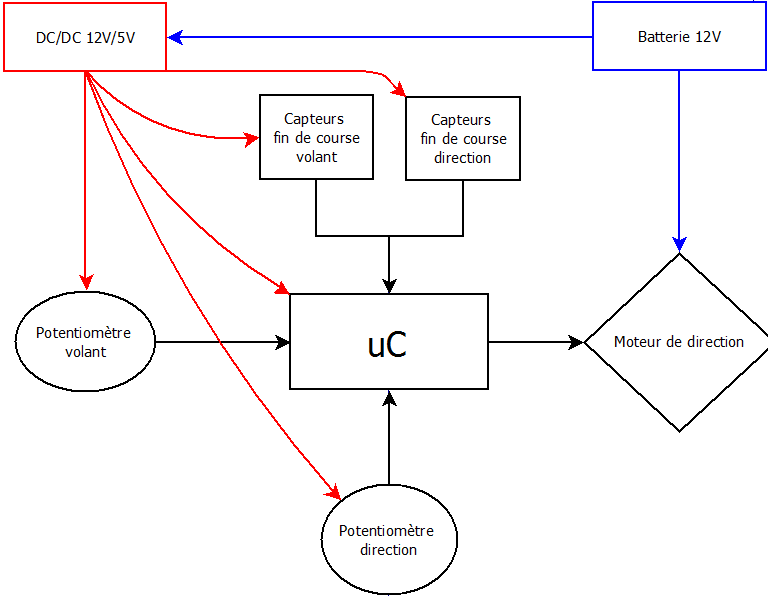 DC/DC 12V/5V
Batterie 12V
Capteurs
fin de course
volant
Capteurs
fin de course
direction
Potentiomètre
volant
uC
Moteur de direction
Potentiomètre
direction